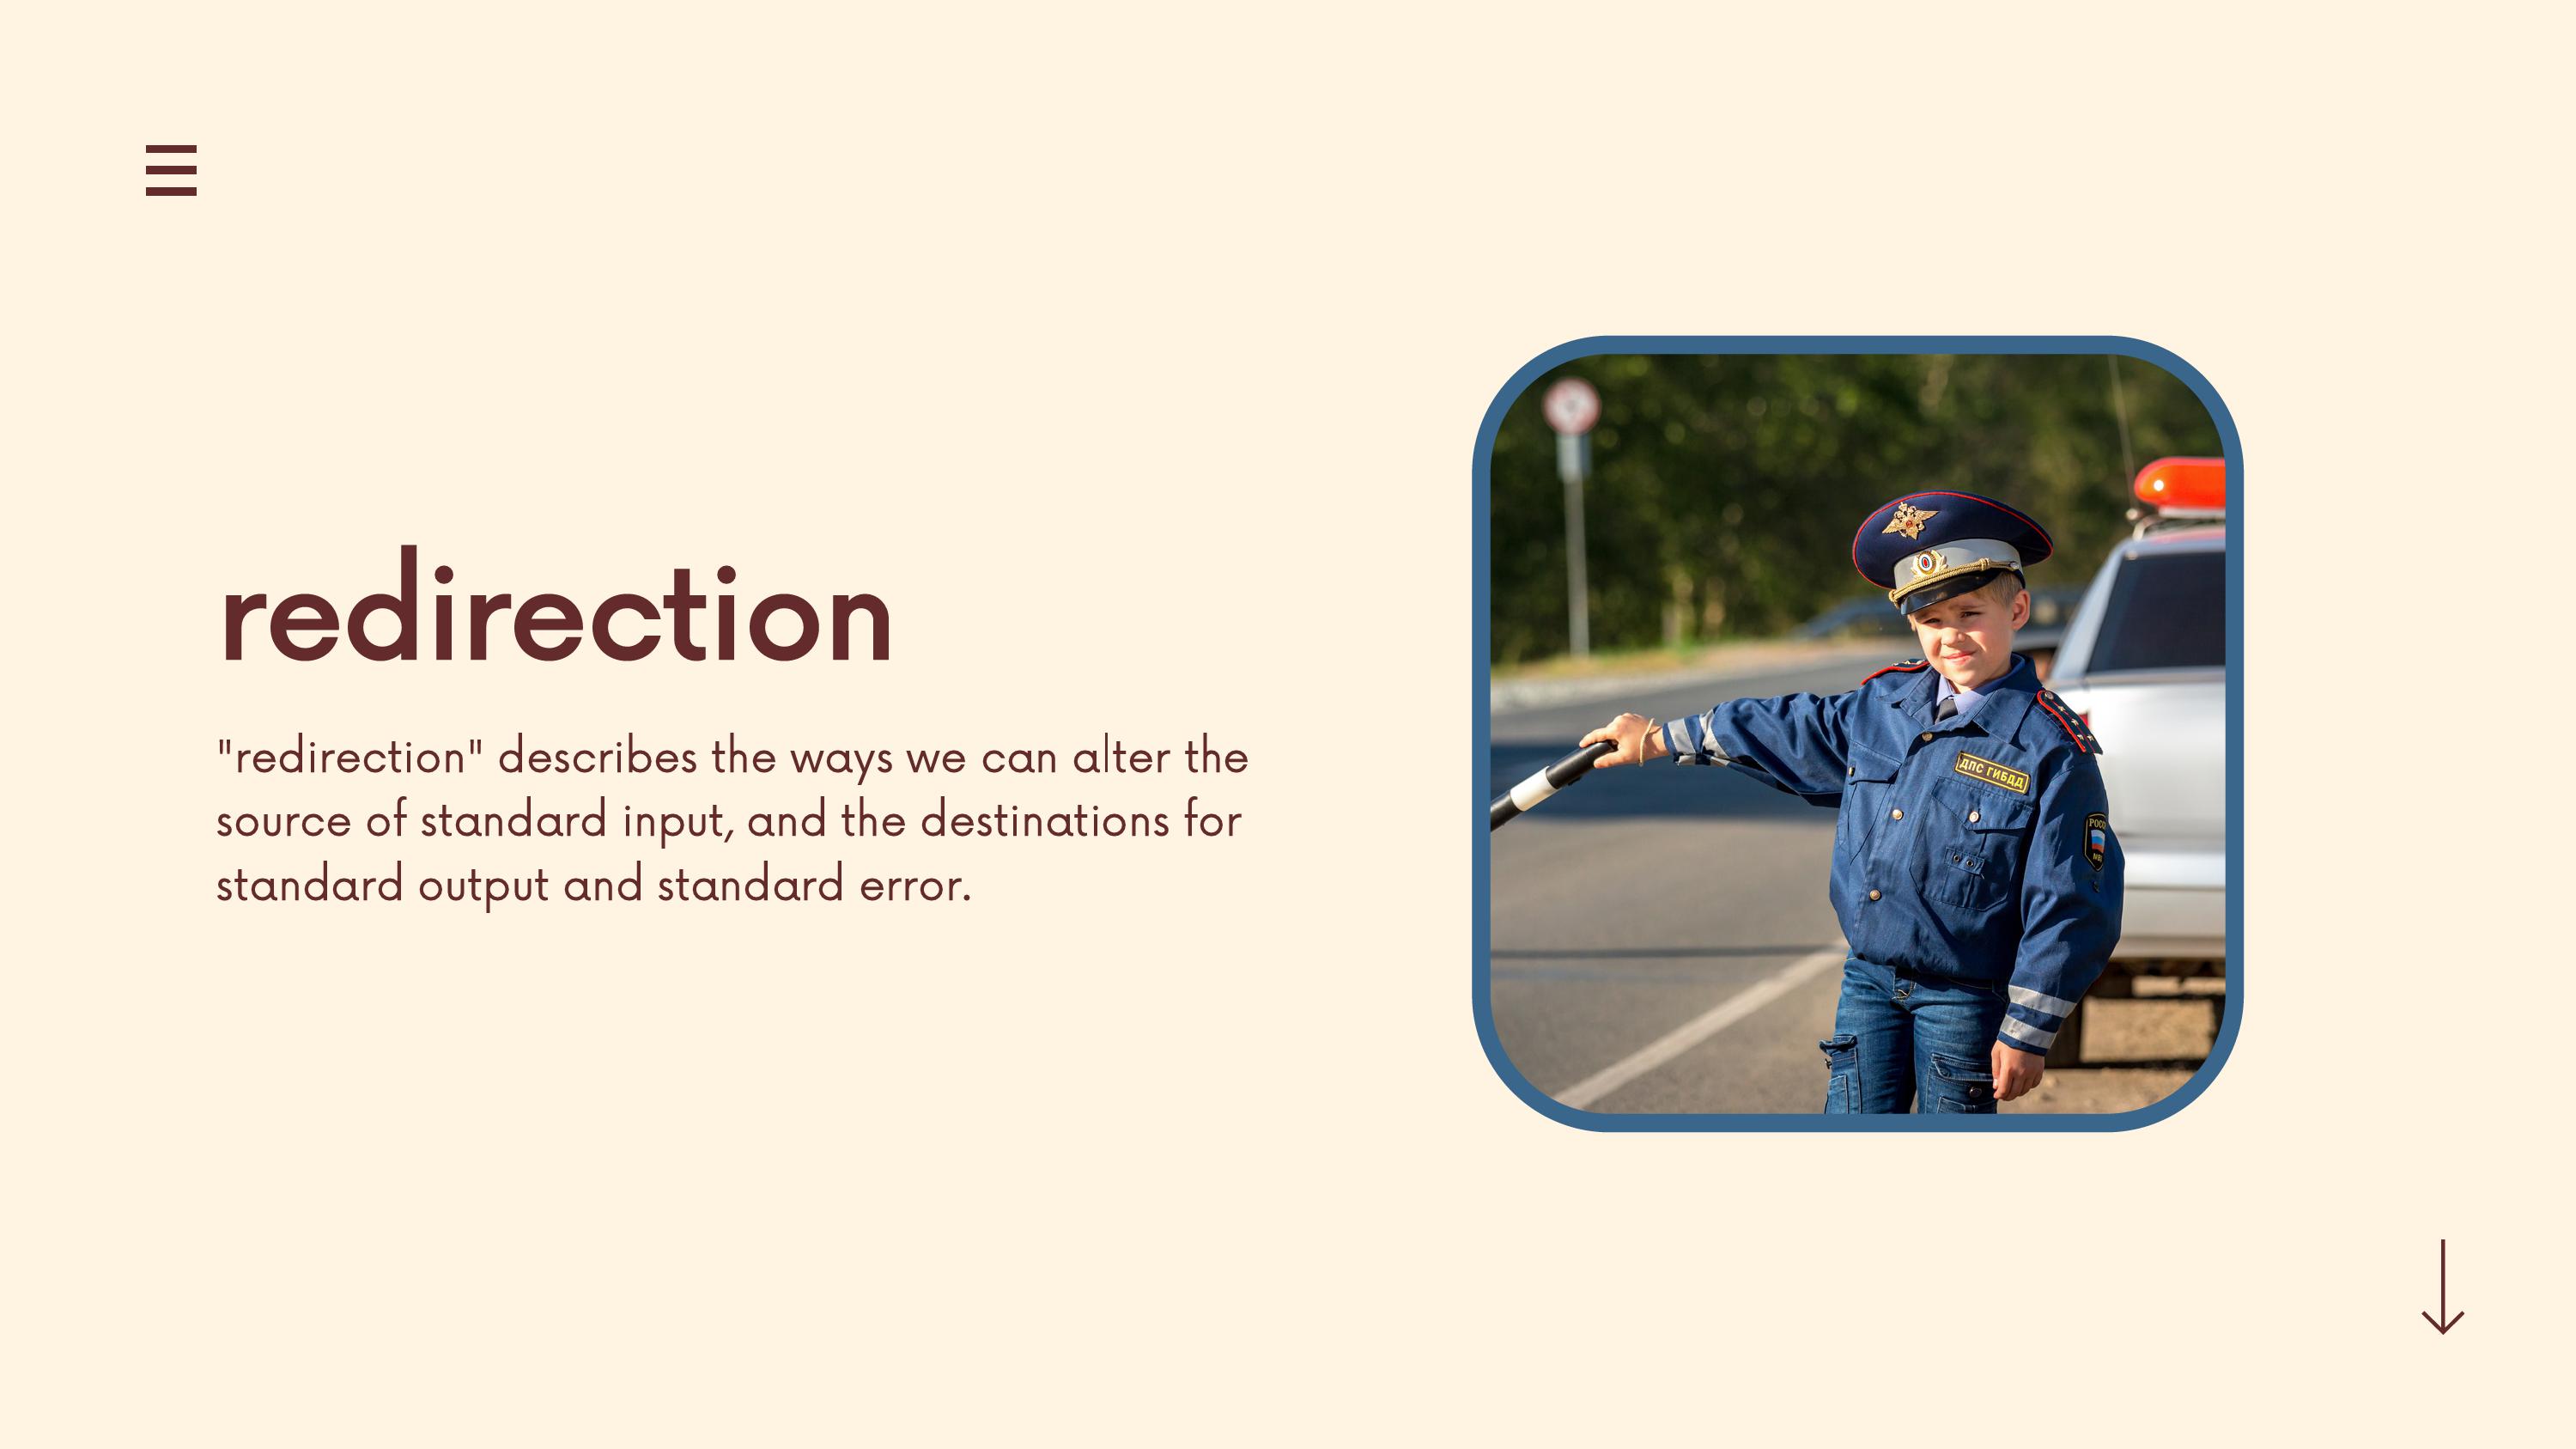 redirection
"redirection" describes the ways we can alter the
source of standard input, and the destinations for
standard output and standard error.
ДПС ГИБДД